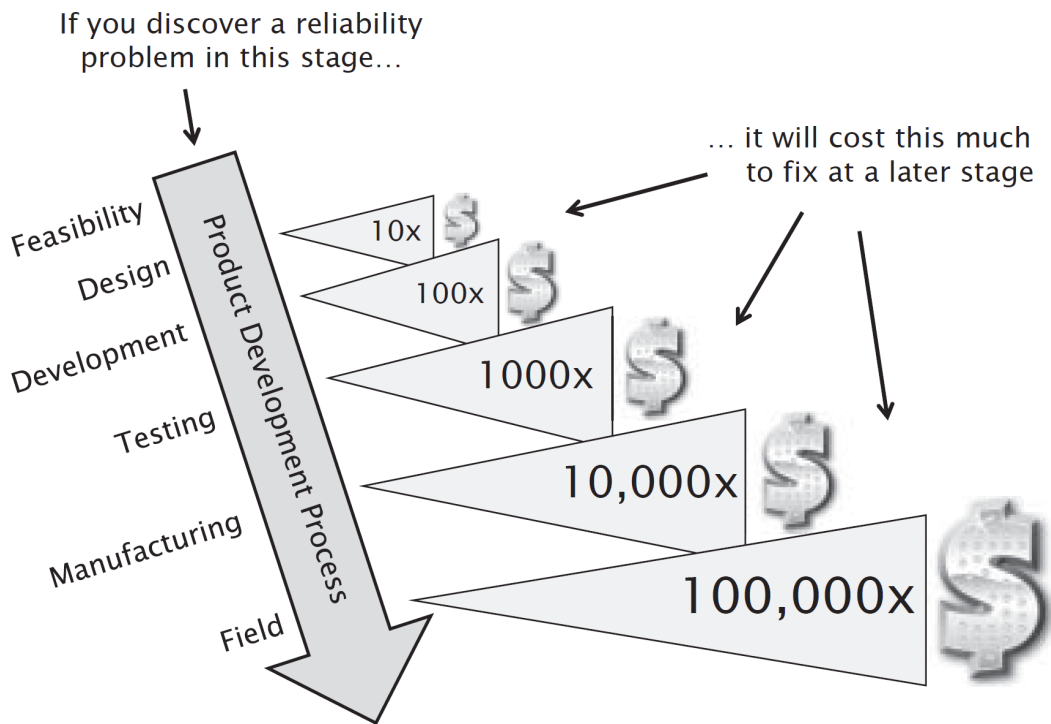 If you discover a reliability
problem in this stage...
... it will cost this much
to fix at a later stage
Feasibility
Design
Development
Testing
Manufacturing
Field
Product Development Process
10x
$
100x
$
1000x
$
10,000x
$
100,000x
$